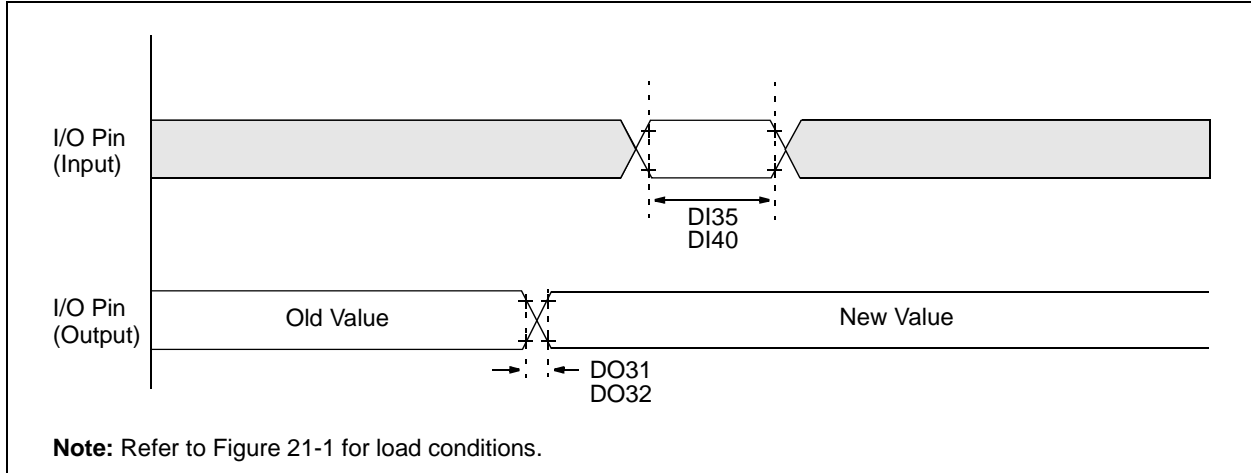 I/O Pin
(Input)
DI35
DI40
I/O Pin
(Output)
Old Value
New Value
DO31
DO32
Note: Refer to Figure 21-1 for load conditions.